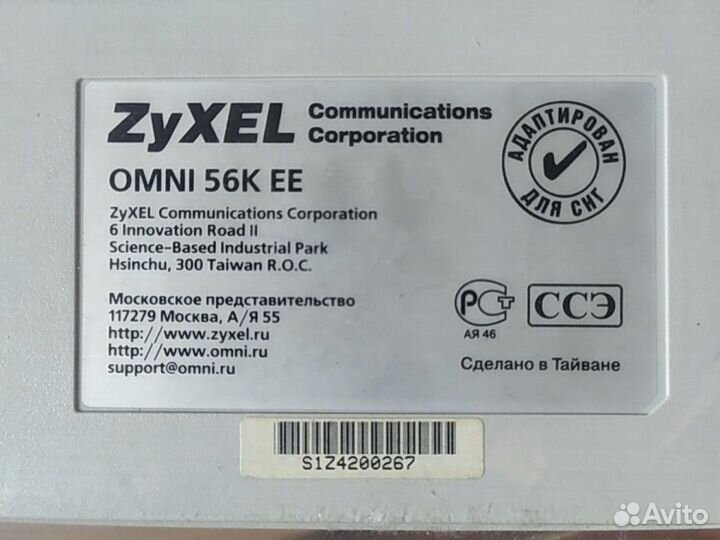 ZyXEL Communications Corporation
АДАПТИРОВАН ДЛЯ СНГ
OMNI 56K EE
ZyXEL Communications Corporation
6 Innovation Road II
Science-Based Industrial Park
Hsinchu, 300 Taiwan R.O.C.
Московское представительство
117279 Москва, А/Я 55
http://www.zyxel.ru
http://www.omni.ru
support@omni.ru
РСТ ССЭ
АЯ 46
Сделано в Тайване
S1Z4200267
Avito